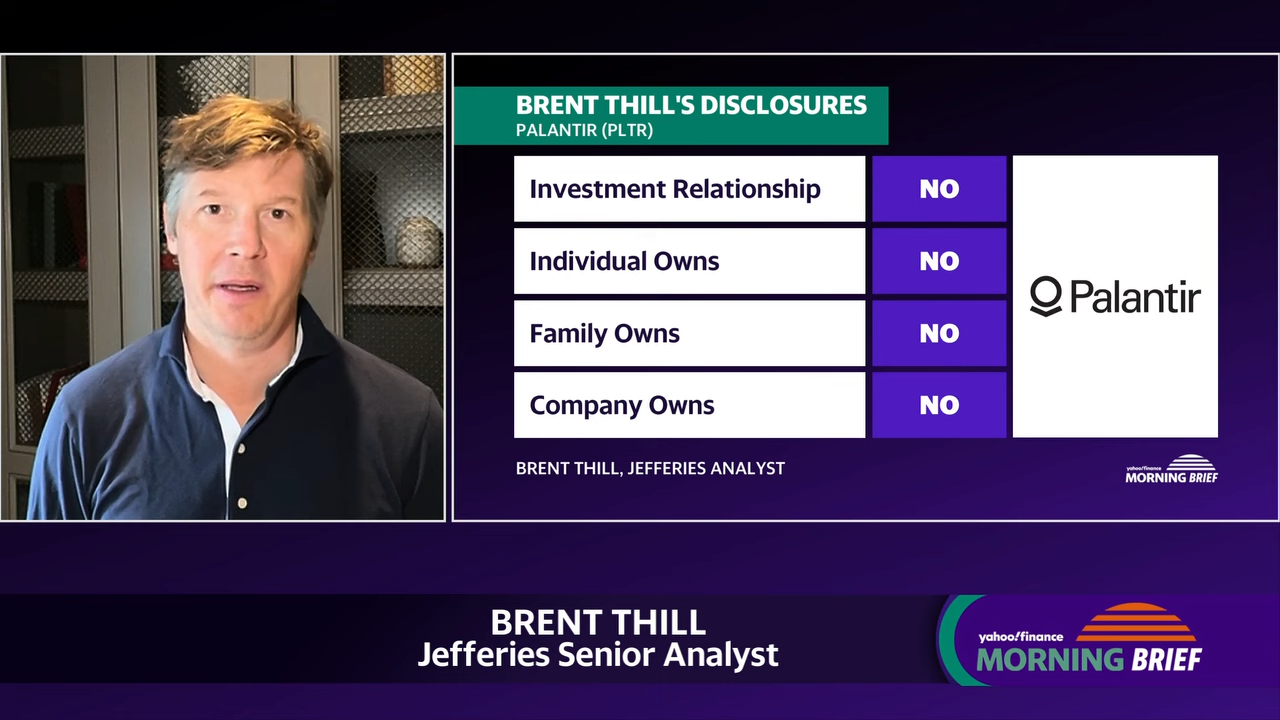 BRENT THILL'S DISCLOSURES
PALANTIR (PLTR)
Investment Relationship NO
Individual Owns NO
Family Owns NO
Company Owns NO
Palantir
BRENT THILL, JEFFERIES ANALYST
yahoo!finance
MORNING BRIEF
BRENT THILL
Jefferies Senior Analyst
yahoo!finance
MORNING BRIEF